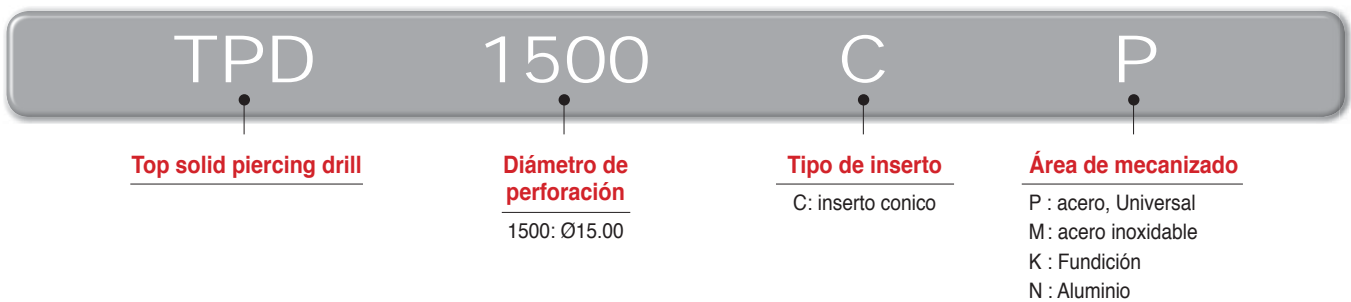 TPD 1500 C P
Top solid piercing drill
Diámetro de
perforación
1500: Ø15.00
Tipo de inserto
C: inserto conico
Área de mecanizado
P : acero, Universal
M : acero inoxidable
K : Fundición
N : Aluminio